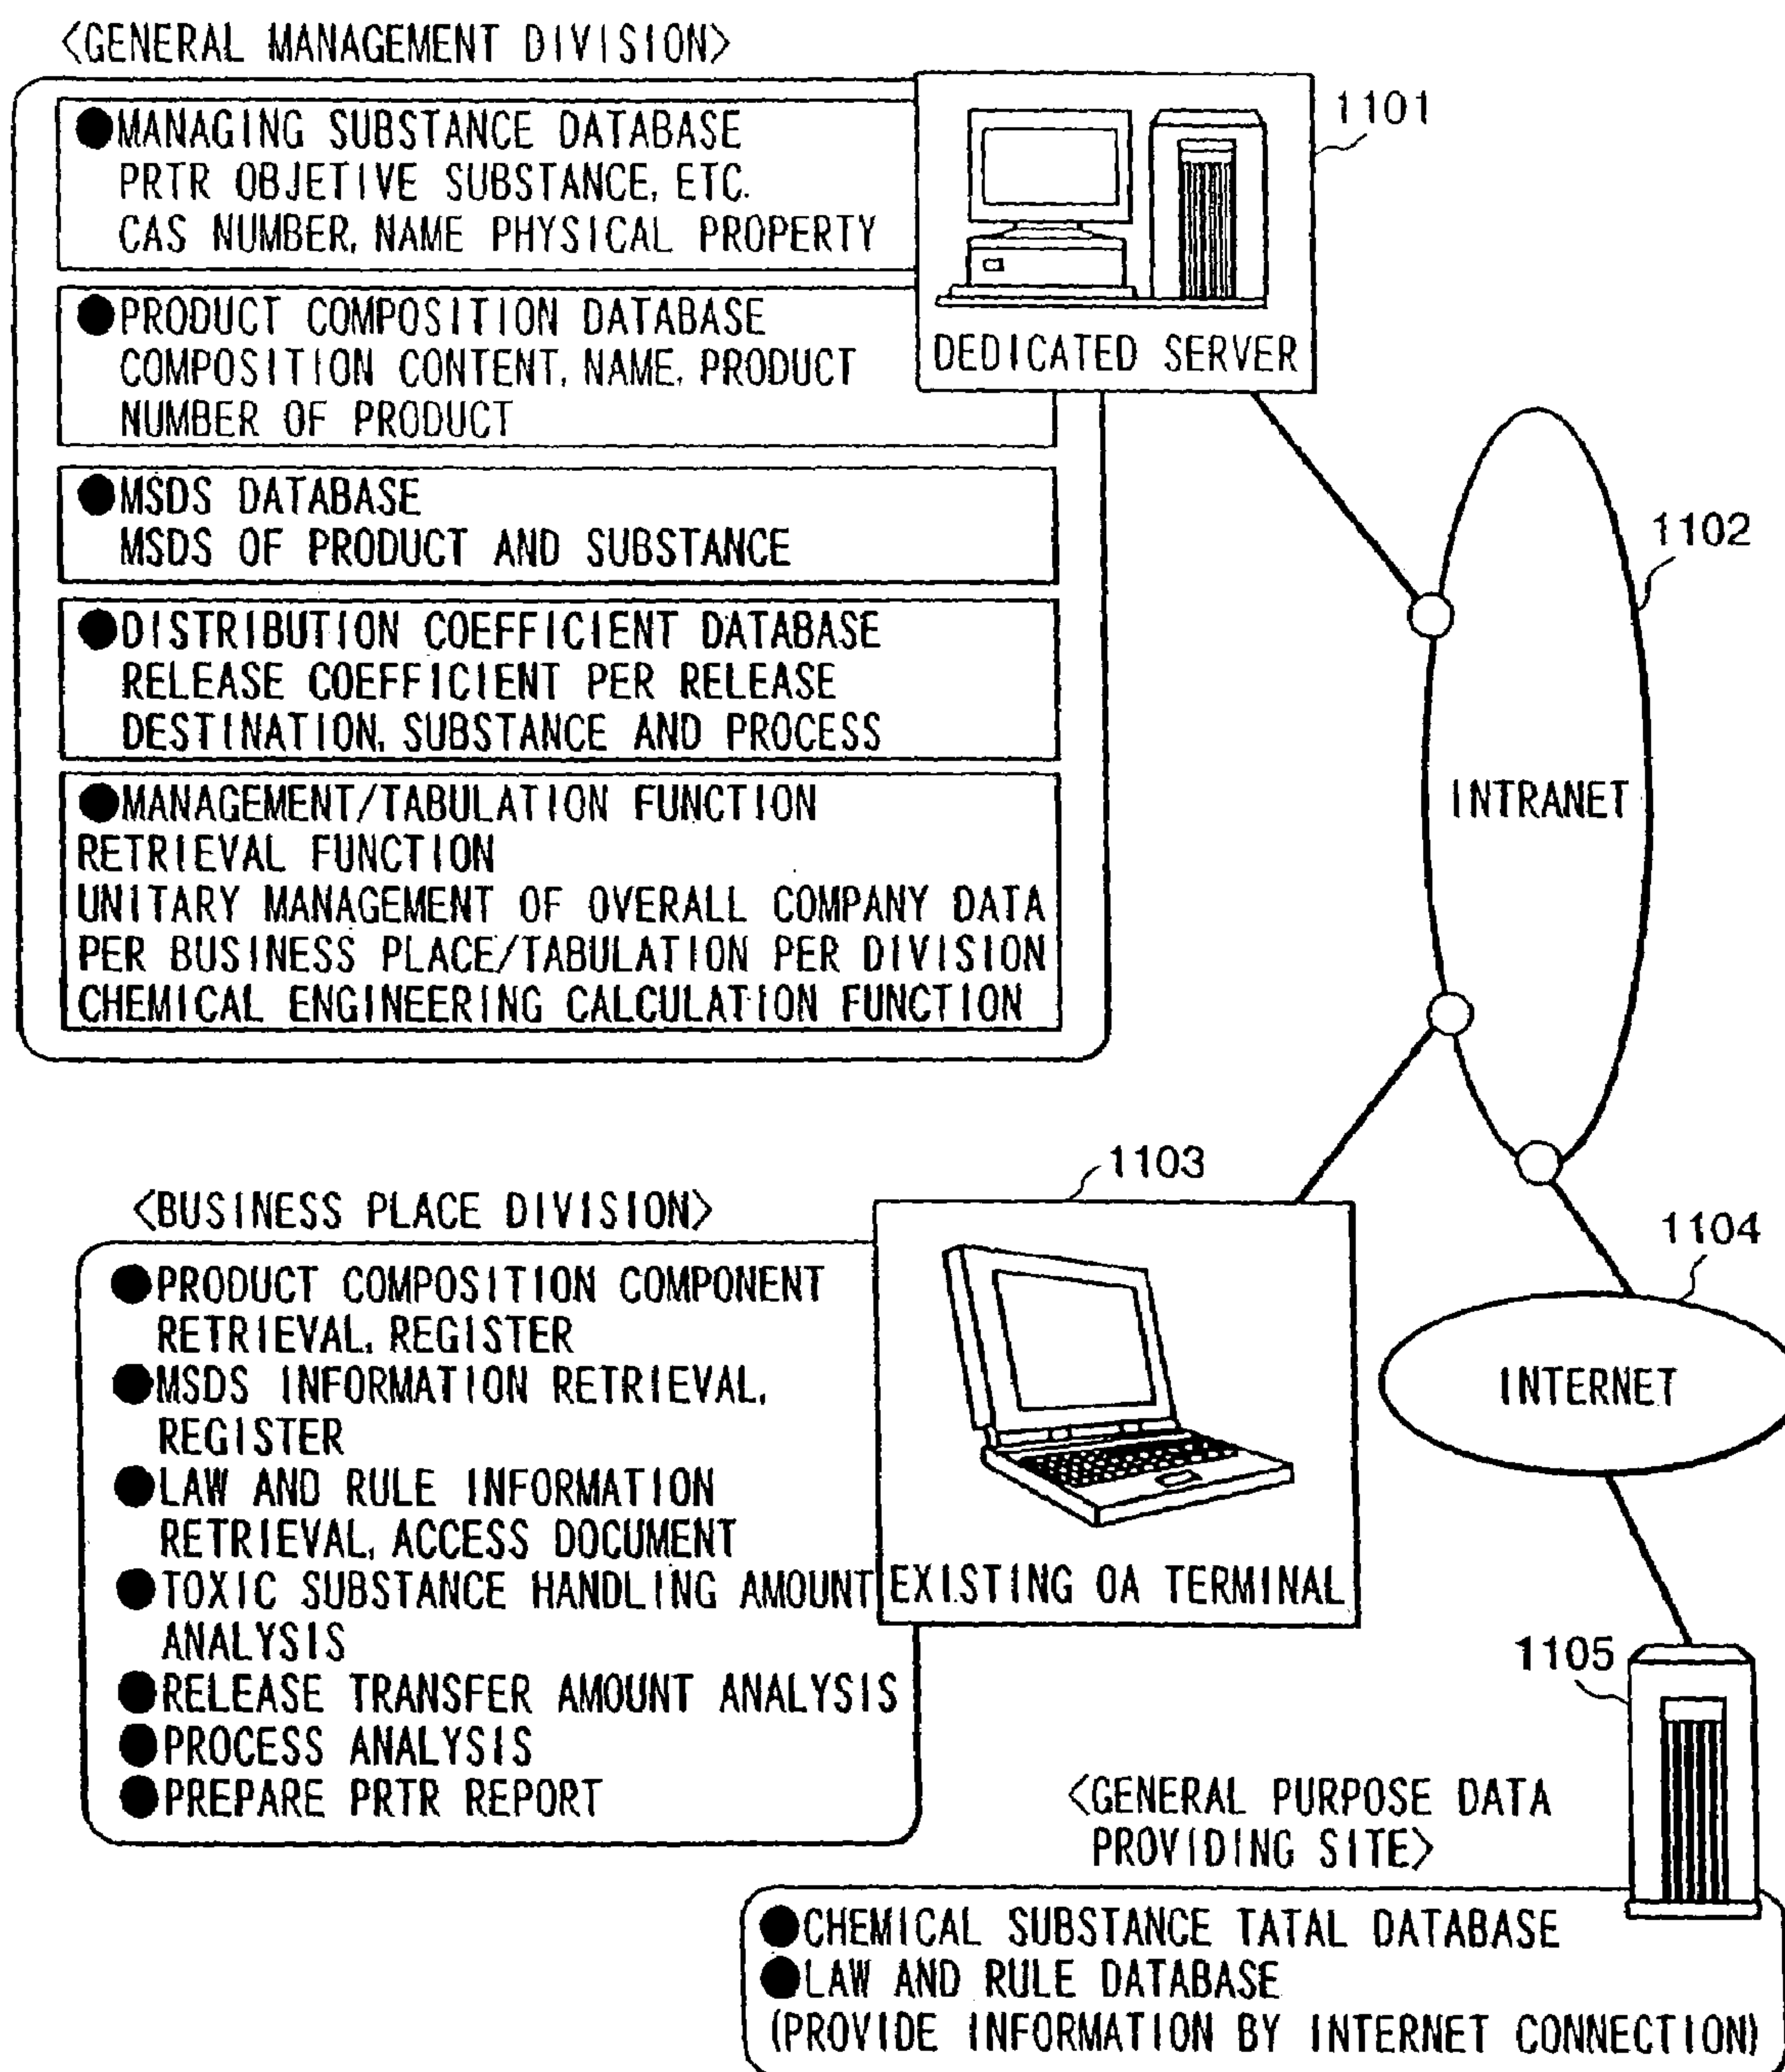 <GENERAL MANAGEMENT DIVISION>
●MANAGING SUBSTANCE DATABASE
PRTR OBJETIVE SUBSTANCE, ETC.
CAS NUMBER, NAME PHYSICAL PROPERTY
●PRODUCT COMPOSITION DATABASE
COMPOSITION CONTENT, NAME, PRODUCT
NUMBER OF PRODUCT
●MSDS DATABASE
MSDS OF PRODUCT AND SUBSTANCE
●DISTRIBUTION COEFFICIENT DATABASE
RELEASE COEFFICIENT PER RELEASE
DESTINATION, SUBSTANCE AND PROCESS
●MANAGEMENT/TABULATION FUNCTION
RETRIEVAL FUNCTION
UNITARY MANAGEMENT OF OVERALL COMPANY DATA
PER BUSINESS PLACE/TABULATION PER DIVISION
CHEMICAL ENGINEERING CALCULATION FUNCTION
1101
DEDICATED SERVER
1102
INTRANET
1103
<BUSINESS PLACE DIVISION>
●PRODUCT COMPOSITION COMPONENT
RETRIEVAL, REGISTER
●MSDS INFORMATION RETRIEVAL,
REGISTER
●LAW AND RULE INFORMATION
RETRIEVAL, ACCESS DOCUMENT
●TOXIC SUBSTANCE HANDLING AMOUNT
ANALYSIS
●RELEASE TRANSFER AMOUNT ANALYSIS
●PROCESS ANALYSIS
●PREPARE PRTR REPORT
EXISTING OA TERMINAL
1104
INTERNET
1105
<GENERAL PURPOSE DATA
PROVIDING SITE>
●CHEMICAL SUBSTANCE TATAL DATABASE
●LAW AND RULE DATABASE
(PROVIDE INFORMATION BY INTERNET CONNECTION)